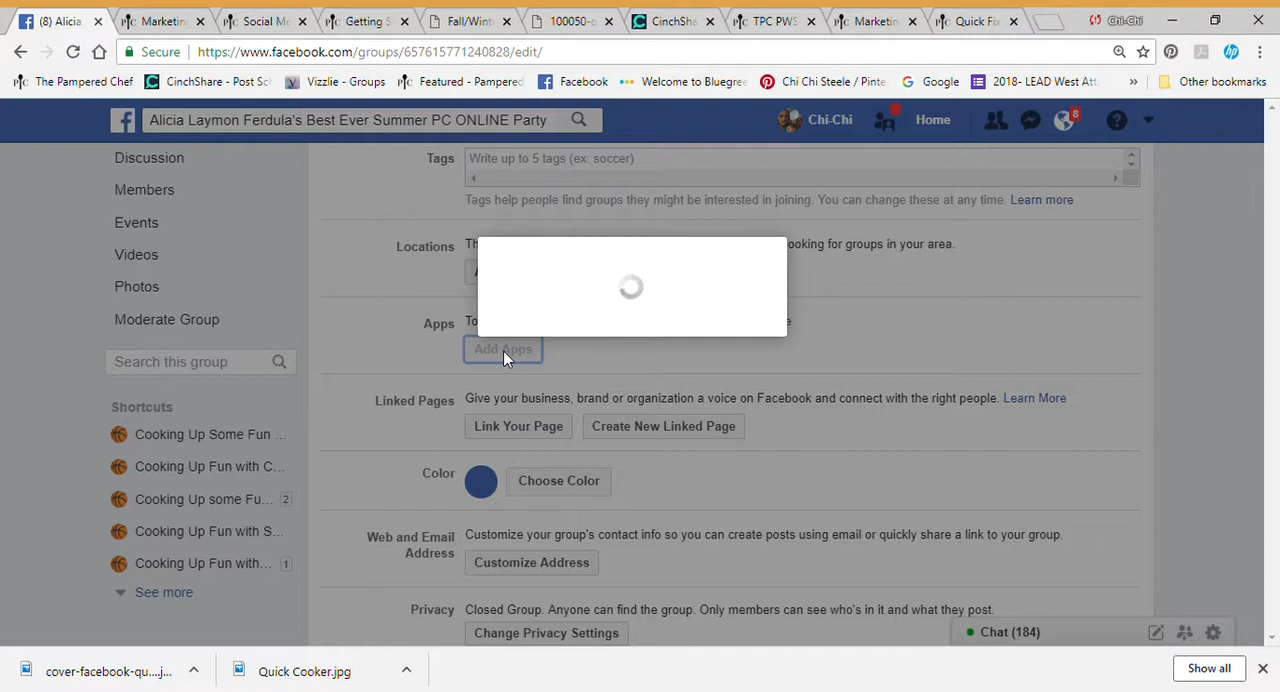 (8) Alicia
Marketin
Social Me
Getting S
Fall/Wint
100050-
CinchSha
TPC PWS
Marketin
Quick Fix
Chi-Chi
Secure https://www.facebook.com/groups/657615771240828/edit/
The Pampered Chef
CinchShare - Post Sch
Vizzlie - Groups
Featured - Pampered
Facebook
Welcome to Bluegree
Chi Chi Steele / Pinte
Google
2018- LEAD West Att
»
Other bookmarks
Alicia Laymon Ferdula's Best Ever Summer PC ONLINE Party
Chi-Chi
Home
8
Discussion
Members
Events
Videos
Photos
Moderate Group
Search this group
Shortcuts
Cooking Up Some Fun ...
Cooking Up Fun with C...
Cooking Up some Fu... 2
Cooking Up Fun with S...
Cooking Up Fun with... 1
See more
Tags
Write up to 5 tags (ex: soccer)
Tags help people find groups they might be interested in joining. You can change these at any time. Learn more
Locations
ooking for groups in your area.
Apps
Add Apps
Linked Pages
Give your business, brand or organization a voice on Facebook and connect with the right people. Learn More
Link Your Page
Create New Linked Page
Color
Choose Color
Web and Email
Address
Customize your group's contact info so you can create posts using email or quickly share a link to your group.
Customize Address
Privacy
Closed Group. Anyone can find the group. Only members can see who's in it and what they post.
Change Privacy Settings
Chat (184)
cover-facebook-qu....j...
Quick Cooker.jpg
Show all